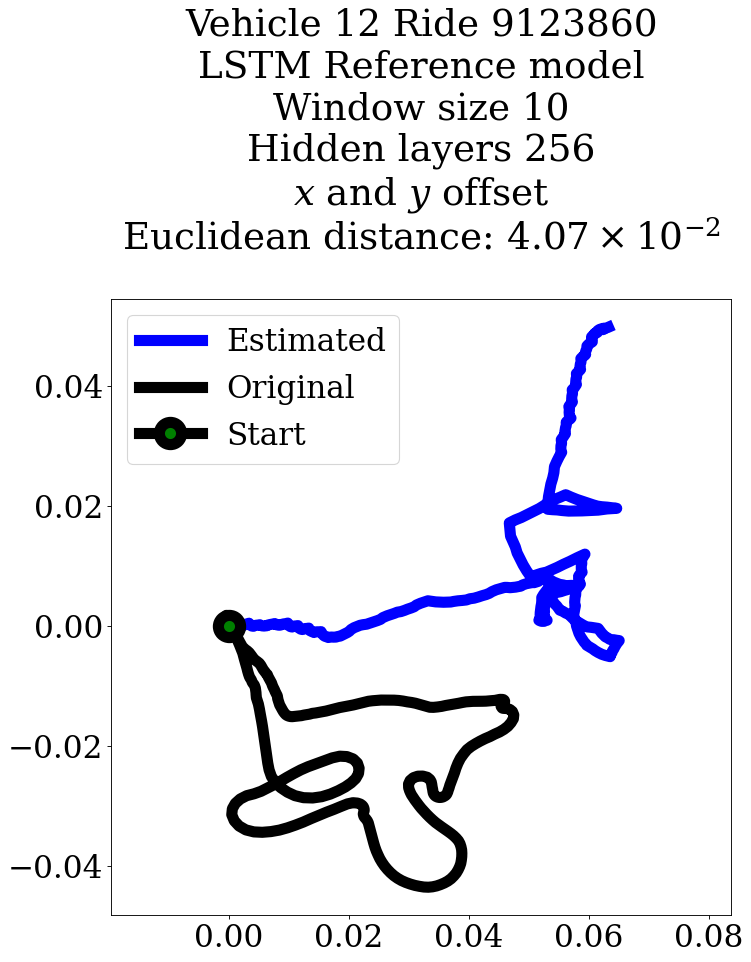 Vehicle 12 Ride 9123860
LSTM Reference model
Window size 10
Hidden layers 256
x and y offset
Euclidean distance: 4.07 × 10⁻²
Estimated
Original
Start
0.04
0.02
0.00
−0.02
−0.04
0.00 0.02 0.04 0.06 0.08